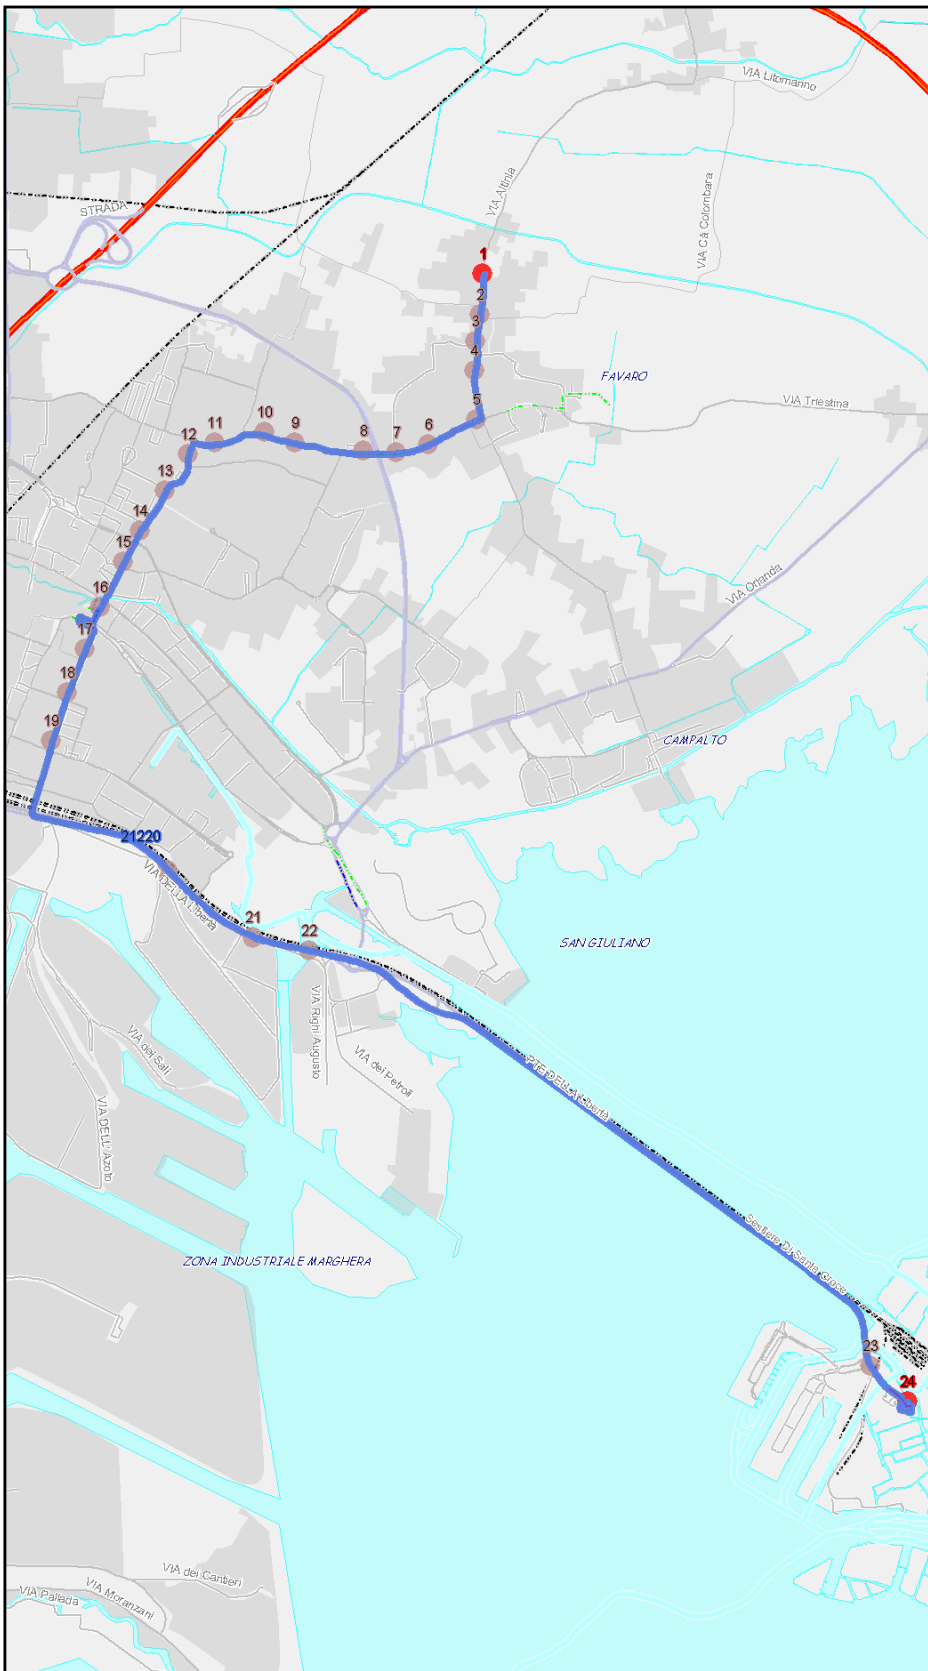 VIA Litomarino
VIA Altinia
VIA Cà Colombara
STRADA
1
2
3
4
FAVARO
VIA Triestina
5
6
7
8
9
10
11
12
13
14
15
16
17
18
19
VIA Orlanda
CAMPALTO
21220
VIA DELLA Libertà
21
22
SAN GIULIANO
VIA Righi Augusto
VIA dei Petroli
VIA dei Sali
VIA DELL' Azoto
PTE DELLA Libertà
Sestiere Di Santa Croce
ZONA INDUSTRIALE MARGHERA
23
24
VIA dei Cantieri
VIA Moranzani
VIA Pallada